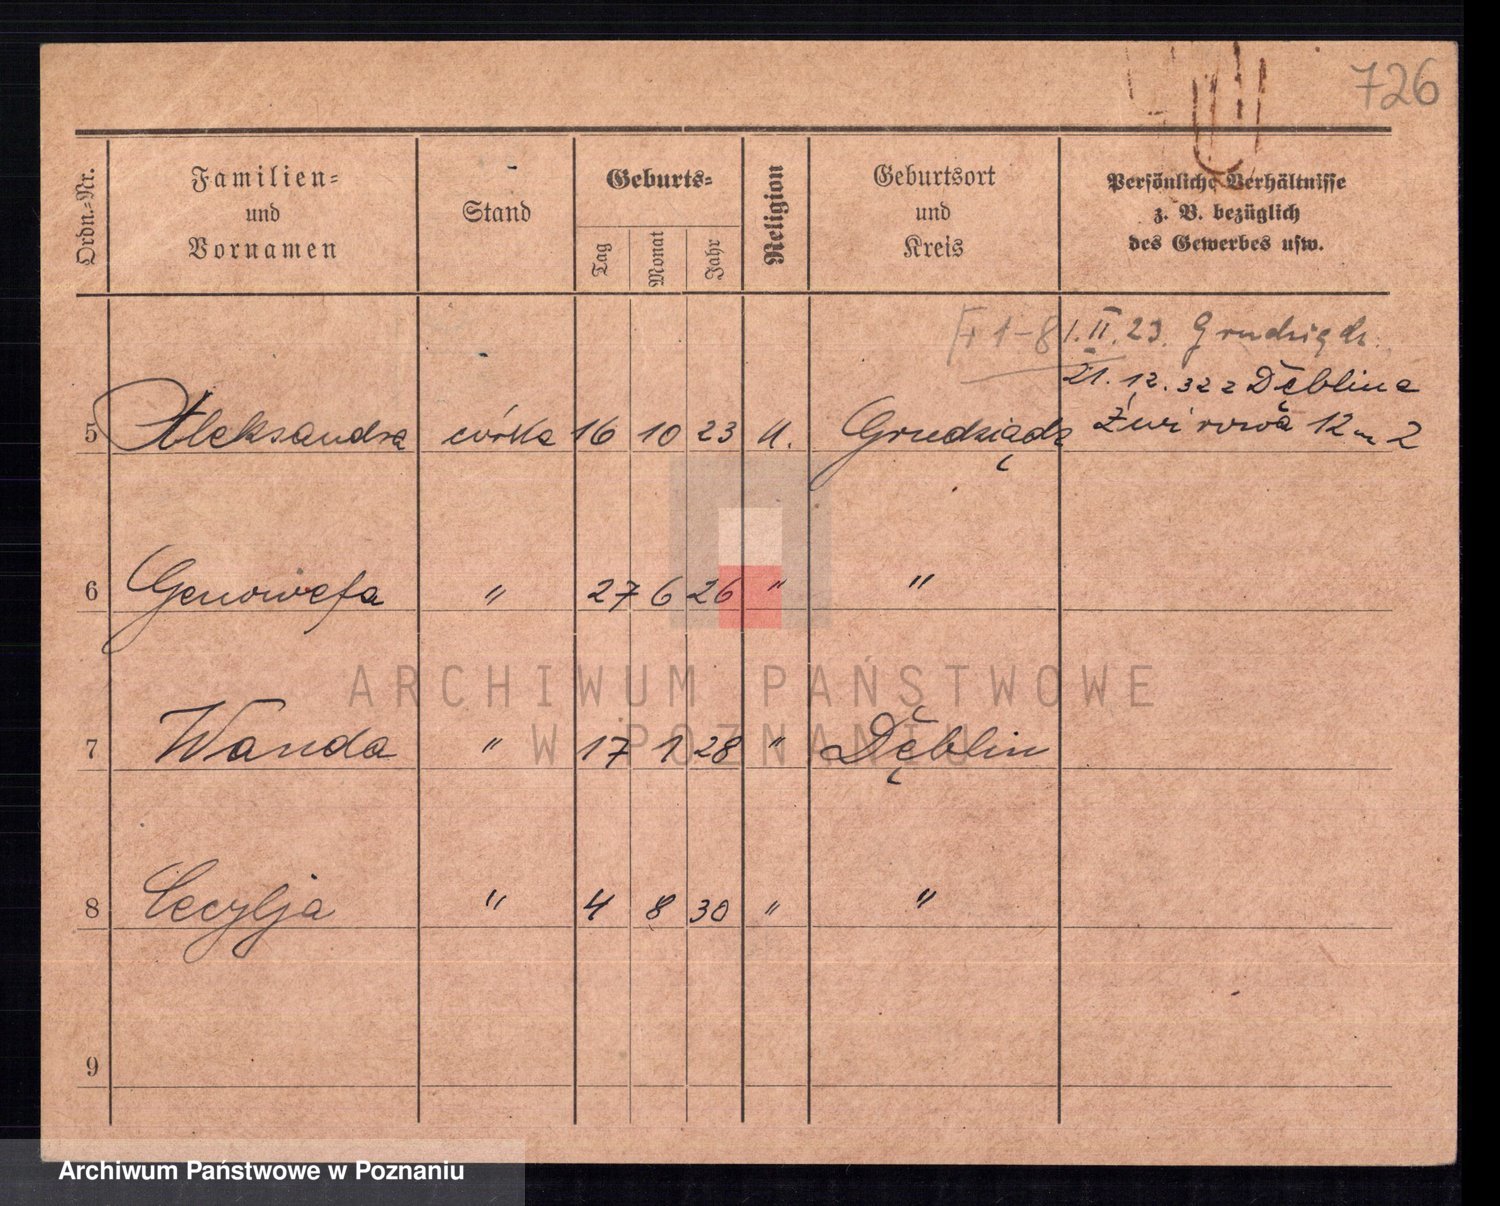 726
Ordn.-Nr.
Familien-
und
Vornamen
Stand
Geburts-
Tag
Monat
Jahr
Religion
Geburtsort
und
Kreis
Persönliche Verhältnisse
z. B. bezüglich
des Gewerbes usw.
1-8 1.II.23. Grudziądz.
21.12.32 z Dęblina
Żwirowa 12 m 2
5 Aleksandra córka 16 10 23 Grudziądz
6 Genowefa " 27 6 26 " "
7 Wanda " 17 1 28 " Dęblin
8 Cecylja " 4 8 30 " "
9
ARCHIWUM PAŃSTWOWE
W POZNANIU
Archiwum Państwowe w Poznaniu